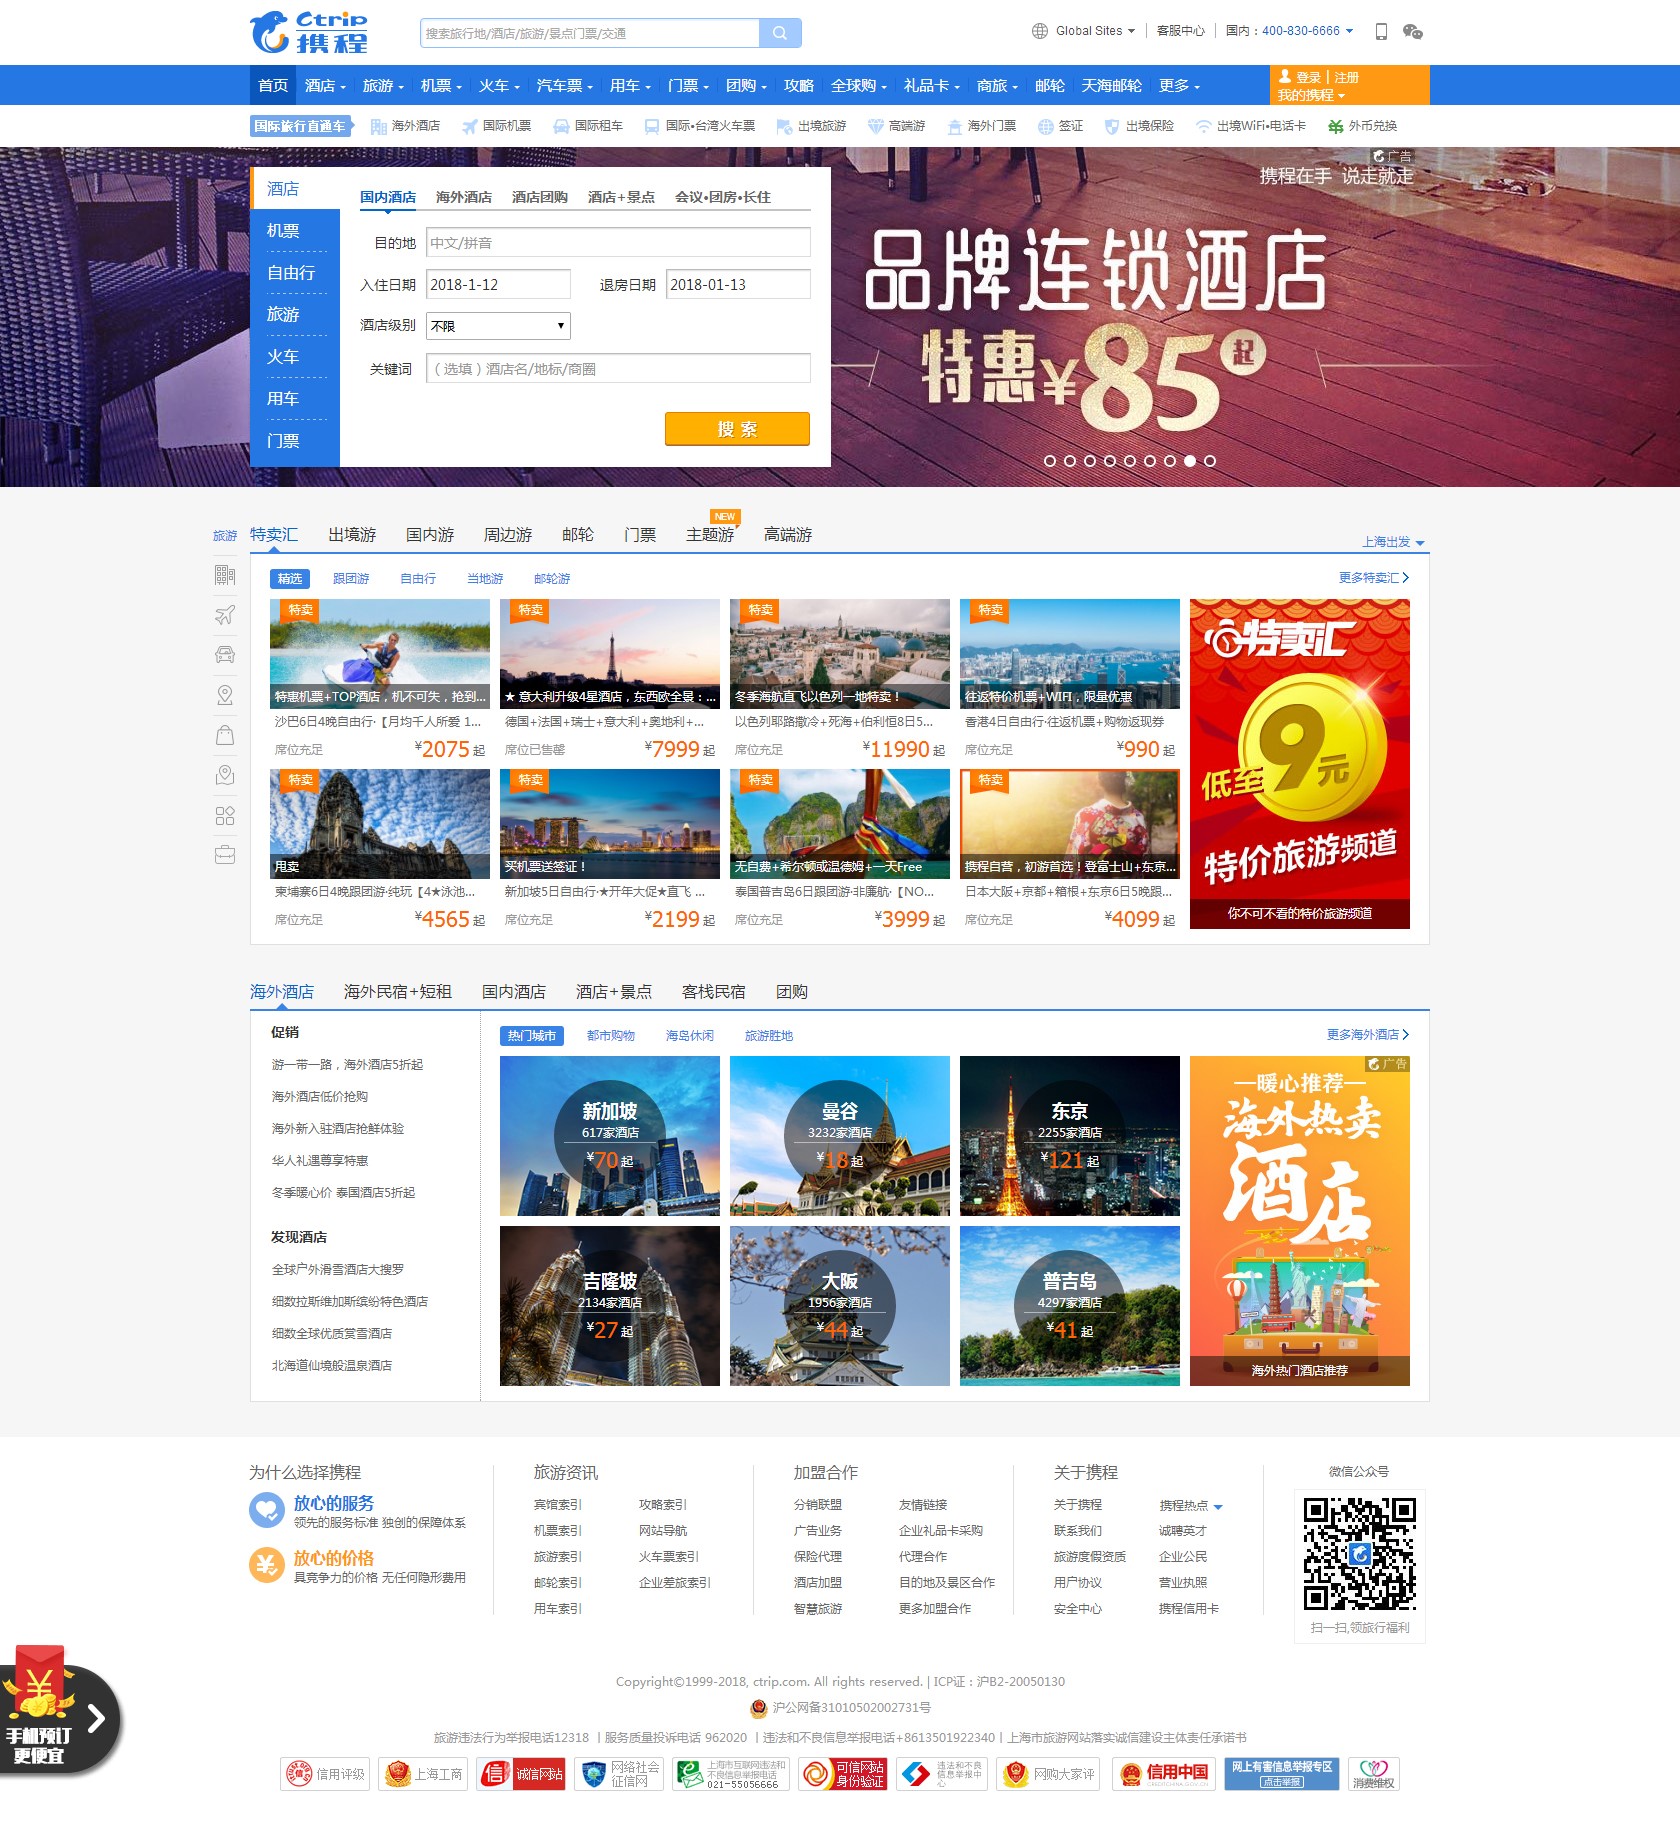 Ctrip
携程
搜索旅行地/酒店/旅游/景点门票/交通
Global Sites
客服中心
国内：400-830-6666
首页 酒店 旅游 机票 火车 汽车票 用车 门票 团购 攻略 全球购 礼品卡 商旅 邮轮 天海邮轮 更多
登录 | 注册
我的携程
国际旅行直通车 海外酒店 国际机票 国际租车 国际•台湾火车票 出境旅游 高端游 海外门票 签证 出境保险 出境WiFi•电话卡 外币兑换
广告
携程在手 说走就走
酒店
机票
自由行
旅游
火车
用车
门票
国内酒店 海外酒店 酒店团购 酒店+景点 会议•团房•长住
目的地 中文/拼音
入住日期 2018-1-12 退房日期 2018-01-13
酒店级别 不限
关键词 （选填）酒店名/地标/商圈
搜 索
品牌连锁酒店
特惠¥85起
旅游
特卖汇 出境游 国内游 周边游 邮轮 门票 主题游 NEW 高端游
上海出发
精选 跟团游 自由行 当地游 邮轮游
更多特卖汇
特卖 特卖 特卖 特卖
特惠机票+TOP酒店，机不可失，抢到...
沙巴6日4晚自由行·【月均千人所爱 1...
席位充足 ¥2075起
★ 意大利升级4星酒店，东西欧全景：...
德国+法国+瑞士+意大利+奥地利+...
席位已售罄 ¥7999起
冬季海航直飞以色列一地特卖！
以色列耶路撒冷+死海+伯利恒8日5...
席位充足 ¥11990起
往返特价机票+WIFI，限量优惠
香港4日自由行·往返机票+购物返现券
席位充足 ¥990起
特卖 特卖 特卖 特卖
甩卖
柬埔寨6日4晚跟团游·纯玩【4★泳池...
席位充足 ¥4565起
买机票送签证！
新加坡5日自由行·★开年大促★直飞 ...
席位充足 ¥2199起
无自费+希尔顿或温德姆+一天Free
泰国普吉岛6日跟团游·非廉航·【NO...
席位充足 ¥3999起
携程自营，初游首选！登富士山+东京...
日本大阪+京都+箱根+东京6日5晚跟...
席位充足 ¥4099起
特卖汇
低至9元
特价旅游频道
你不可不看的特价旅游频道
海外酒店 海外民宿+短租 国内酒店 酒店+景点 客栈民宿 团购
促销
游一带一路，海外酒店5折起
海外酒店低价抢购
海外新入驻酒店抢鲜体验
华人礼遇尊享特惠
冬季暖心价 泰国酒店5折起
发现酒店
全球户外滑雪酒店大搜罗
细数拉斯维加斯缤纷特色酒店
细数全球优质赏雪酒店
北海道仙境般温泉酒店
热门城市 都市购物 海岛休闲 旅游胜地
更多海外酒店
新加坡
617家酒店
¥70起
曼谷
3232家酒店
¥18起
东京
2255家酒店
¥121起
吉隆坡
2134家酒店
¥27起
大阪
1956家酒店
¥44起
普吉岛
4297家酒店
¥41起
广告
—暖心推荐—
海外热卖
酒店
海外热门酒店推荐
为什么选择携程
放心的服务
领先的服务标准 独创的保障体系
放心的价格
具竞争力的价格 无任何隐形费用
旅游资讯
宾馆索引 攻略索引
机票索引 网站导航
旅游索引 火车票索引
邮轮索引 企业差旅索引
用车索引
加盟合作
分销联盟 友情链接
广告业务 企业礼品卡采购
保险代理 代理合作
酒店加盟 目的地及景区合作
智慧旅游 更多加盟合作
关于携程
关于携程 携程热点
联系我们 诚聘英才
旅游度假资质 企业公民
用户协议 营业执照
安全中心 携程信用卡
微信公众号
扫一扫,领旅行福利
¥
手机预订
更便宜
Copyright©1999-2018, ctrip.com. All rights reserved. | ICP证：沪B2-20050130
沪公网备31010502002731号
旅游违法行为举报电话12318 | 服务质量投诉电话 962020 | 违法和不良信息举报电话+8613501922340 | 上海市旅游网站落实诚信建设主体责任承诺书
信用评级
上海工商
信 诚信网站
网络社会
征信网
上海市互联网违法和
不良信息举报电话
021-55056666
可信网站
身份验证
违法和不良
信息举报中
心
网购大家评
信用中国
网上有害信息举报专区
点击举报
消费维权